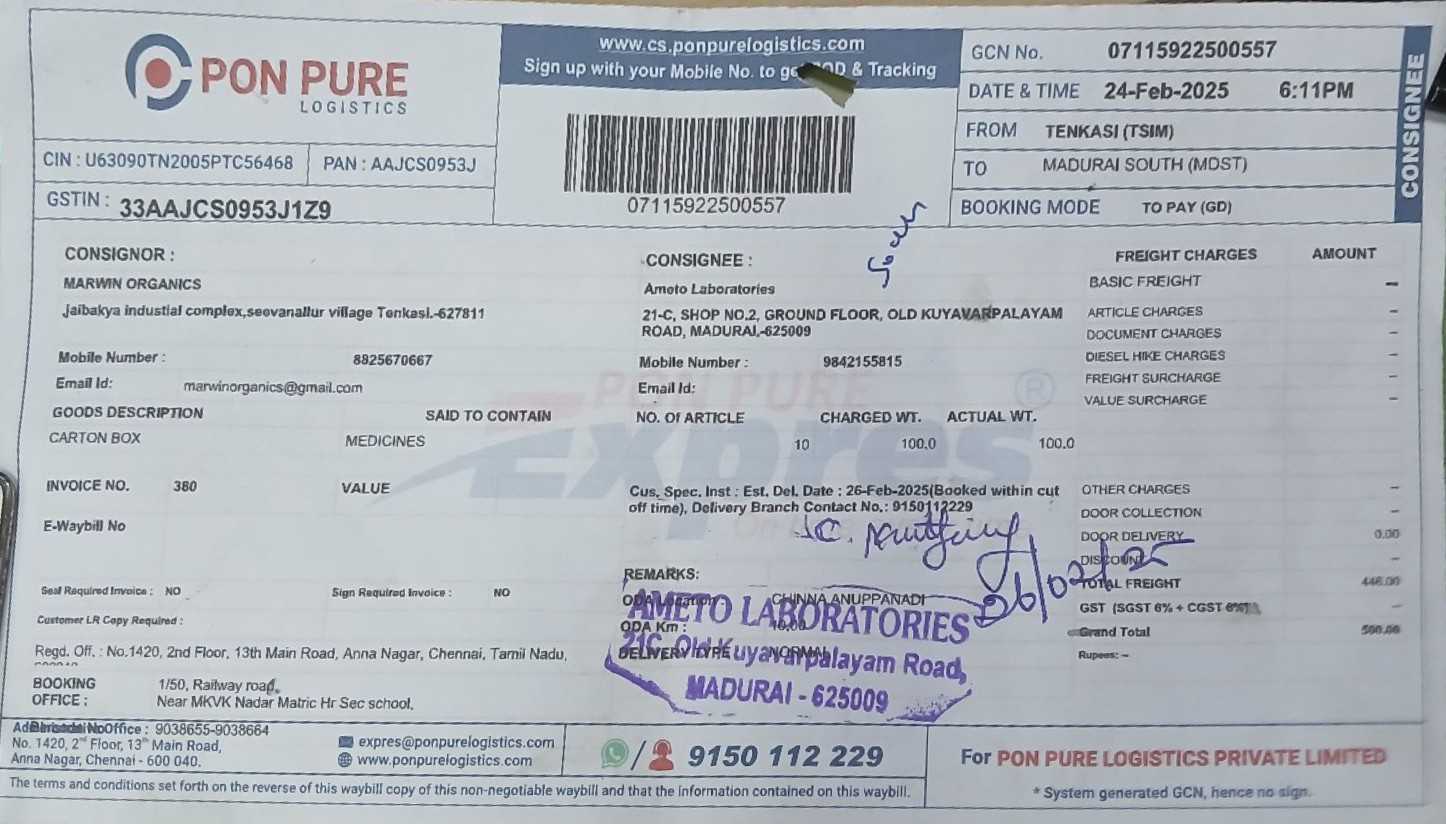 PON PURE
LOGISTICS
CIN : U63090TN2005PTC56468
PAN : AAJCS0953J
GSTIN : 33AAJCS0953J1Z9
www.cs.ponpurelogistics.com
Sign up with your Mobile No. to & Tracking
07115922500557
GCN No. 07115922500557
DATE & TIME 24-Feb-2025 6:11PM
FROM TENKASI (TSIM)
TO MADURAI SOUTH (MDST)
BOOKING MODE TO PAY (GD)
CONSIGNEE
CONSIGNOR :
MARWIN ORGANICS
Jaibakya industial complex,seevanallur village Tenkasi.-627811
Mobile Number : 8825670667
Email Id: marwinorganics@gmail.com
CONSIGNEE :
Ameto Laboratories
21-C, SHOP NO.2, GROUND FLOOR, OLD KUYAVARPALAYAM
ROAD, MADURAI,-625009
Mobile Number : 9842155815
Email Id:
PON PURE
Expres
®
GOODS DESCRIPTION SAID TO CONTAIN NO. Of ARTICLE CHARGED WT. ACTUAL WT.
CARTON BOX MEDICINES 10 100.0 100.0
INVOICE NO. 380 VALUE
E-Waybill No
Cus. Spec. Inst : Est. Del. Date : 26-Feb-2025(Booked within cut
off time), Delivery Branch Contact No.: 9150112229
26/02/25
REMARKS:
ODA Location CHINNA ANUPPANADI
ODA Km : 10.00
DELIVERY TYPE NORMAL
AMETO LABORATORIES
21C, Old Kuyavarpalayam Road,
MADURAI - 625009
Seal Required Invoice : NO
Sign Required Invoice : NO
Customer LR Copy Required :
FREIGHT CHARGES AMOUNT
BASIC FREIGHT –
ARTICLE CHARGES –
DOCUMENT CHARGES –
DIESEL HIKE CHARGES –
FREIGHT SURCHARGE –
VALUE SURCHARGE –
OTHER CHARGES –
DOOR COLLECTION –
DOOR DELIVERY 0.00
DISCOUNT –
TOTAL FREIGHT 446.00
GST (SGST 6% + CGST 6%) –
Grand Total 500.00
Rupees: –
Regd. Off. : No.1420, 2nd Floor, 13th Main Road, Anna Nagar, Chennai, Tamil Nadu,
BOOKING OFFICE : 1/50, Railway road,
Near MKVK Nadar Matric Hr Sec school,
Office : 9038655-9038664
No. 1420, 2nd Floor, 13th Main Road,
Anna Nagar, Chennai - 600 040.
expres@ponpurelogistics.com
www.ponpurelogistics.com
/ 9150 112 229
For PON PURE LOGISTICS PRIVATE LIMITED
* System generated GCN, hence no sign.
The terms and conditions set forth on the reverse of this waybill copy of this non-negotiable waybill and that the information contained on this waybill.